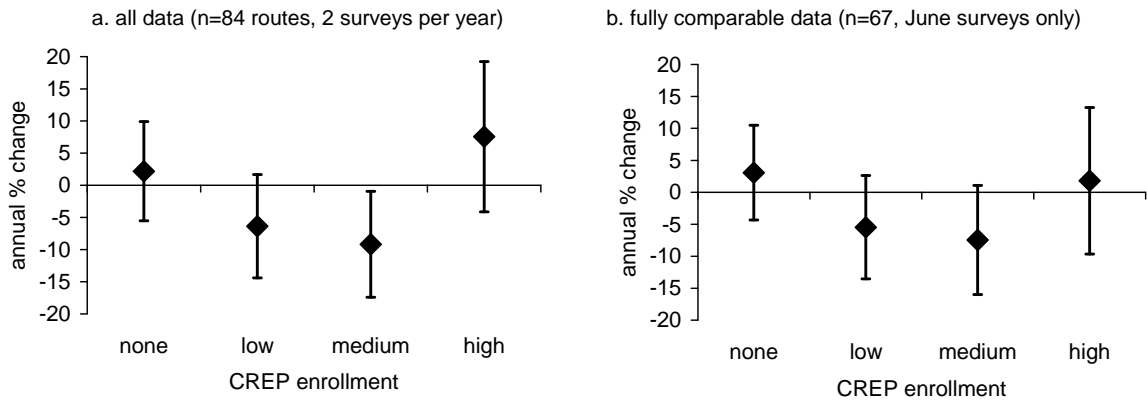 a. all data (n=84 routes, 2 surveys per year)
20
15
10
5
0
-5
-10
-15
-20
annual % change
none low medium high
CREP enrollment
b. fully comparable data (n=67, June surveys only)
20
15
10
5
0
-5
-10
-15
-20
annual % change
none low medium high
CREP enrollment